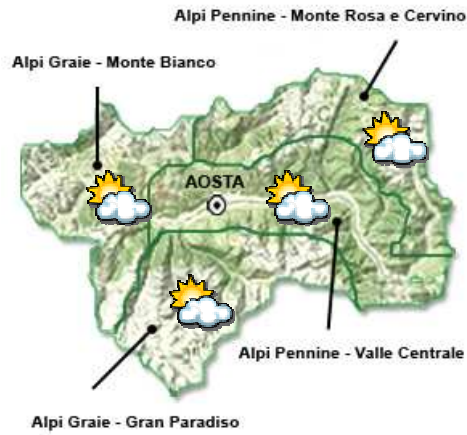 Alpi Pennine - Monte Rosa e Cervino
Alpi Graie - Monte Bianco
AOSTA
Alpi Pennine - Valle Centrale
Alpi Graie - Gran Paradiso